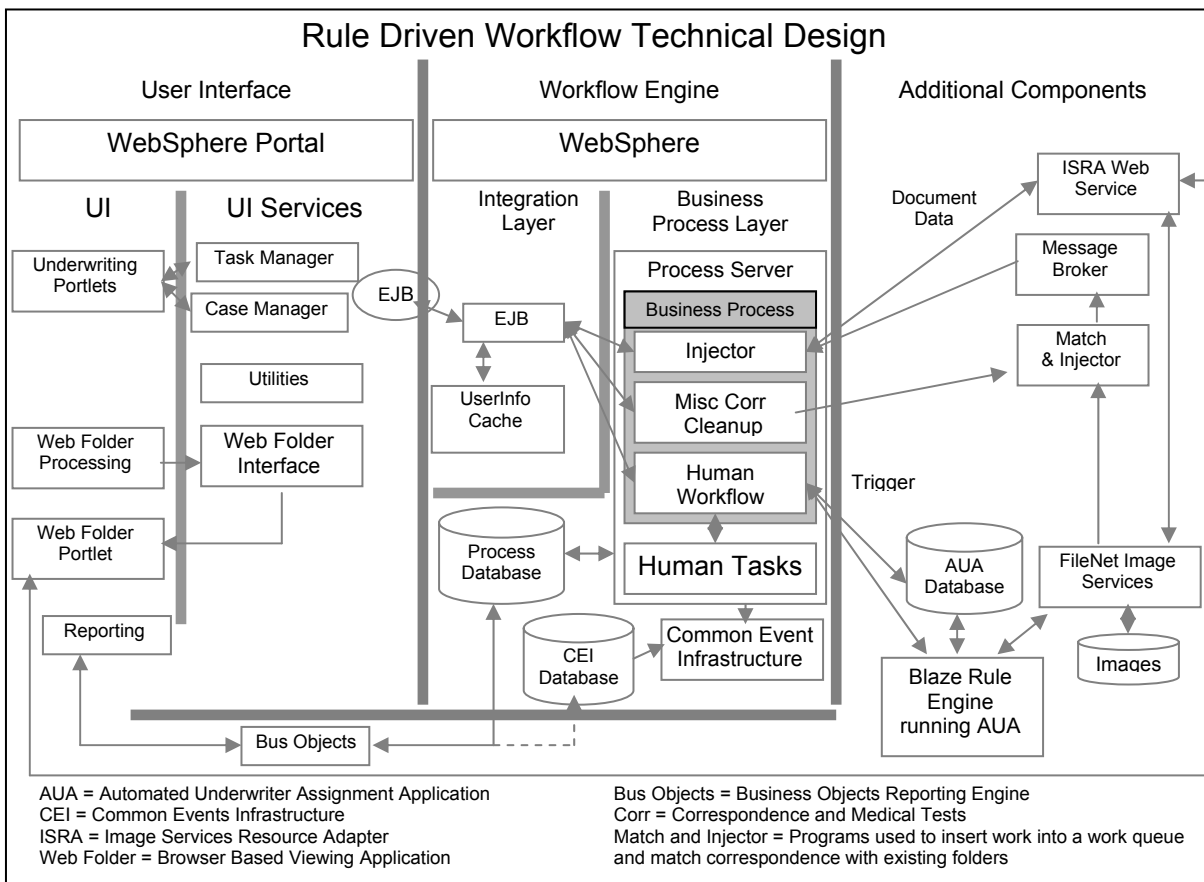 Rule Driven Workflow Technical Design
User Interface
Workflow Engine
Additional Components
WebSphere Portal
WebSphere
UI
UI Services
Integration
Layer
Business
Process Layer
Underwriting
Portlets
Task Manager
Case Manager
Utilities
Web Folder
Processing
Web Folder
Interface
Web Folder
Portlet
Reporting
EJB
EJB
UserInfo
Cache
Process Server
Business Process
Injector
Misc Corr
Cleanup
Human
Workflow
Human Tasks
Process
Database
CEI
Database
Common Event
Infrastructure
Bus Objects
Document
Data
ISRA Web
Service
Message
Broker
Match
& Injector
Trigger
AUA
Database
FileNet Image
Services
Images
Blaze Rule
Engine
running AUA
AUA = Automated Underwriter Assignment Application
CEI = Common Events Infrastructure
ISRA = Image Services Resource Adapter
Web Folder = Browser Based Viewing Application
Bus Objects = Business Objects Reporting Engine
Corr = Correspondence and Medical Tests
Match and Injector = Programs used to insert work into a work queue
and match correspondence with existing folders